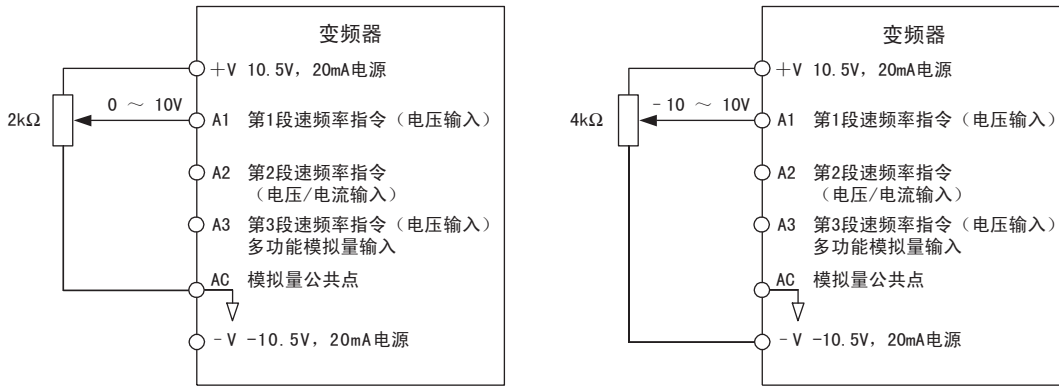 变频器
+V 10.5V，20mA电源
2kΩ
0 ～ 10V
A1 第1段速频率指令（电压输入）
A2 第2段速频率指令
（电压/电流输入）
A3 第3段速频率指令（电压输入）
多功能模拟量输入
AC 模拟量公共点
-V -10.5V，20mA电源
变频器
+V 10.5V，20mA电源
4kΩ
-10 ～ 10V
A1 第1段速频率指令（电压输入）
A2 第2段速频率指令
（电压/电流输入）
A3 第3段速频率指令（电压输入）
多功能模拟量输入
AC 模拟量公共点
-V -10.5V，20mA电源